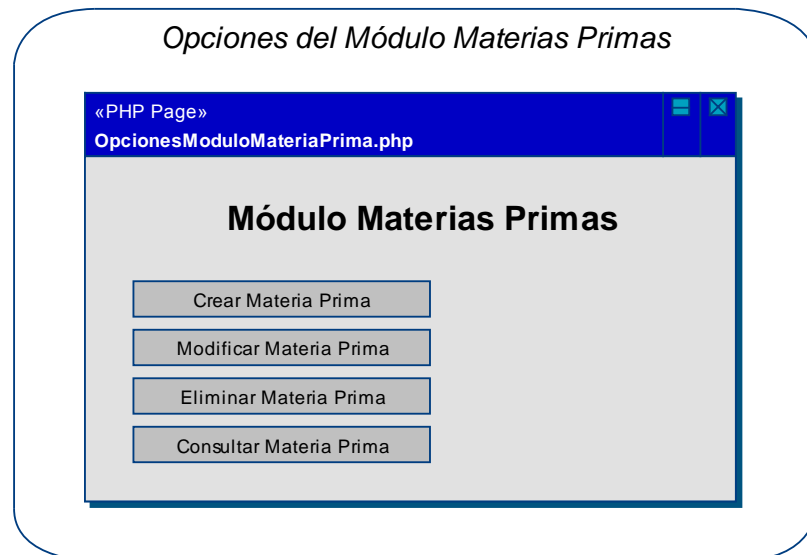 Opciones del Módulo Materias Primas
«PHP Page»
OpcionesModuloMateriaPrima.php
Módulo Materias Primas
Crear Materia Prima
Modificar Materia Prima
Eliminar Materia Prima
Consultar Materia Prima